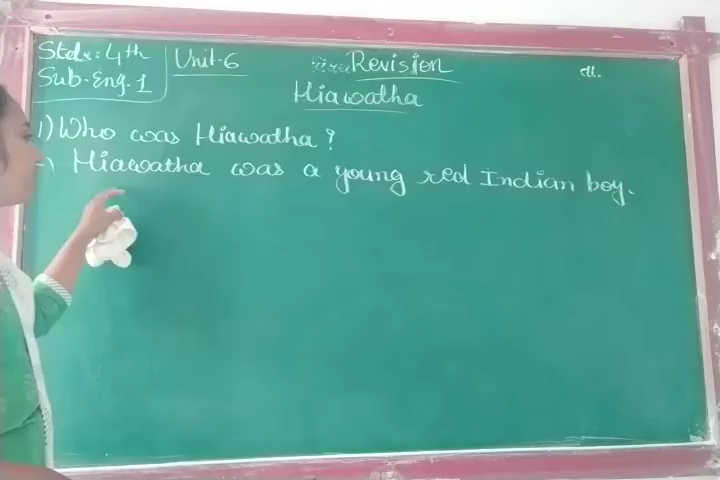 Std:: 4th
Sub-Eng.1
Unit-6
Revision
Hiawatha
1) Who was Hiawatha?
Hiawatha was a young red Indian boy.